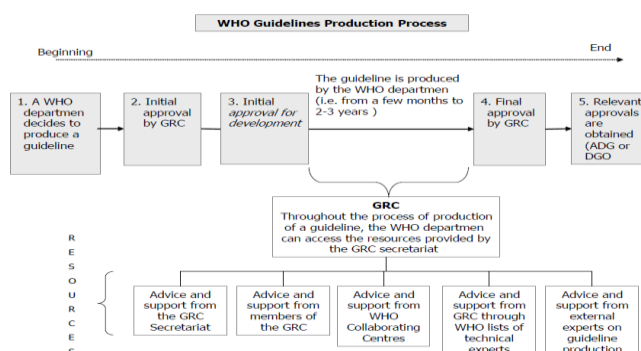 WHO Guidelines Production Process
Beginning
End
1. A WHO
departmen
decides to
produce a
guideline
2. Initial
approval
by GRC
3. Initial
approval for
development
The guideline is produced
by the WHO departmen
(i.e. from a few months to
2-3 years )
4. Final
approval
by GRC
5. Relevant
approvals
are
obtained
(ADG or
DGO
GRC
Throughout the process of production
of a guideline, the WHO departmen
can access the resources provided by
the GRC secretariat
R
E
S
O
U
R
C
E
S
Advice and
support from
the GRC
Secretariat
Advice and
support from
members of
the GRC
Advice and
support from
WHO
Collaborating
Centres
Advice and
support from
GRC through
WHO lists of
technical
experts
Advice and
support from
external
experts on
guideline
production